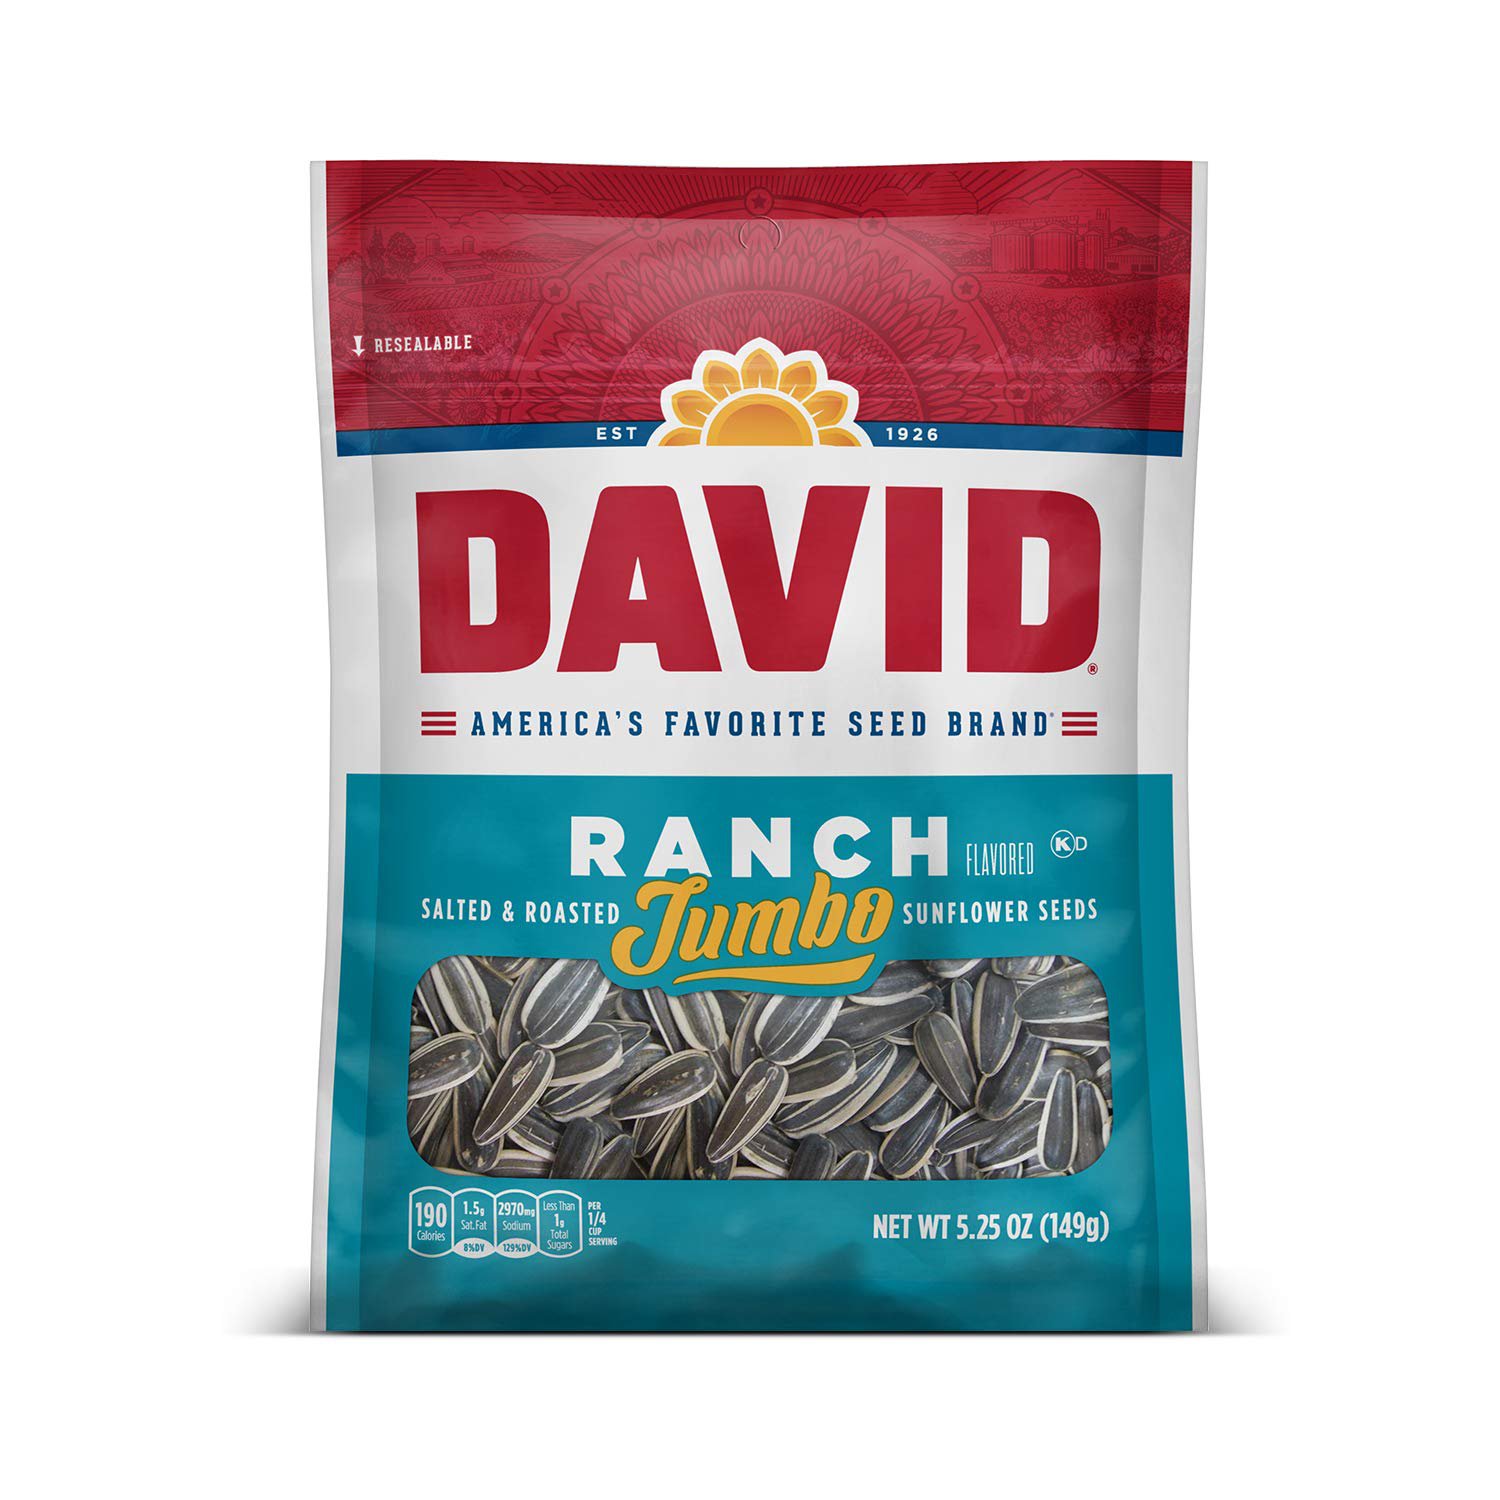 RESEALABLE
EST 1926
DAVID®
AMERICA'S FAVORITE SEED BRAND®
RANCH FLAVORED K D
SALTED & ROASTED Jumbo SUNFLOWER SEEDS
190 Calories
1.5g Sat. Fat 8%DV
2970mg Sodium 129%DV
Less Than 1g Total Sugars
PER 1/4 CUP SERVING
NET WT 5.25 OZ (149g)